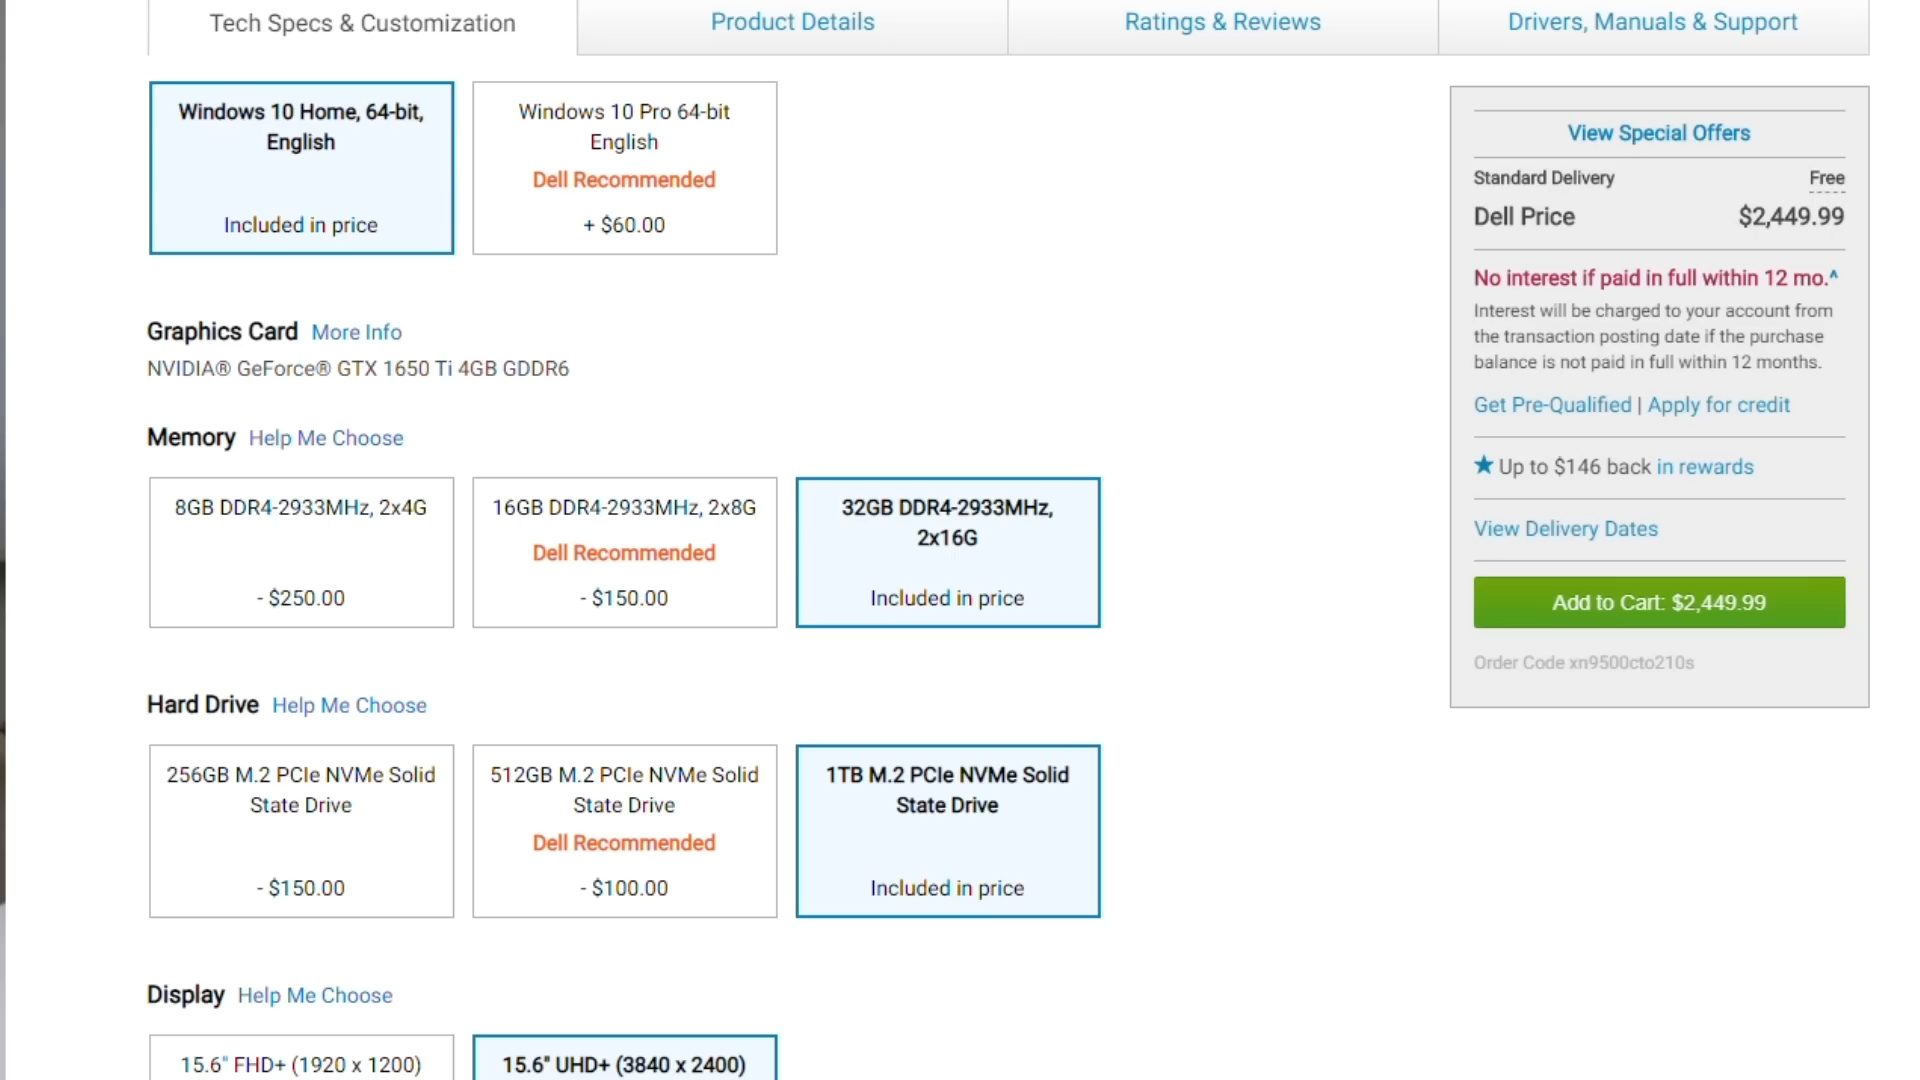 Tech Specs & Customization
Product Details
Ratings & Reviews
Drivers, Manuals & Support
Windows 10 Home, 64-bit,
English
Included in price
Windows 10 Pro 64-bit
English
Dell Recommended
+ $60.00
Graphics Card More Info
NVIDIA® GeForce® GTX 1650 Ti 4GB GDDR6
Memory Help Me Choose
8GB DDR4-2933MHz, 2x4G
- $250.00
16GB DDR4-2933MHz, 2x8G
Dell Recommended
- $150.00
32GB DDR4-2933MHz,
2x16G
Included in price
Hard Drive Help Me Choose
256GB M.2 PCIe NVMe Solid
State Drive
- $150.00
512GB M.2 PCIe NVMe Solid
State Drive
Dell Recommended
- $100.00
1TB M.2 PCIe NVMe Solid
State Drive
Included in price
Display Help Me Choose
15.6" FHD+ (1920 x 1200)
15.6" UHD+ (3840 x 2400)
View Special Offers
Standard Delivery Free
Dell Price $2,449.99
No interest if paid in full within 12 mo.^
Interest will be charged to your account from
the transaction posting date if the purchase
balance is not paid in full within 12 months.
Get Pre-Qualified | Apply for credit
★ Up to $146 back in rewards
View Delivery Dates
Add to Cart: $2,449.99
Order Code xn9500cto210s